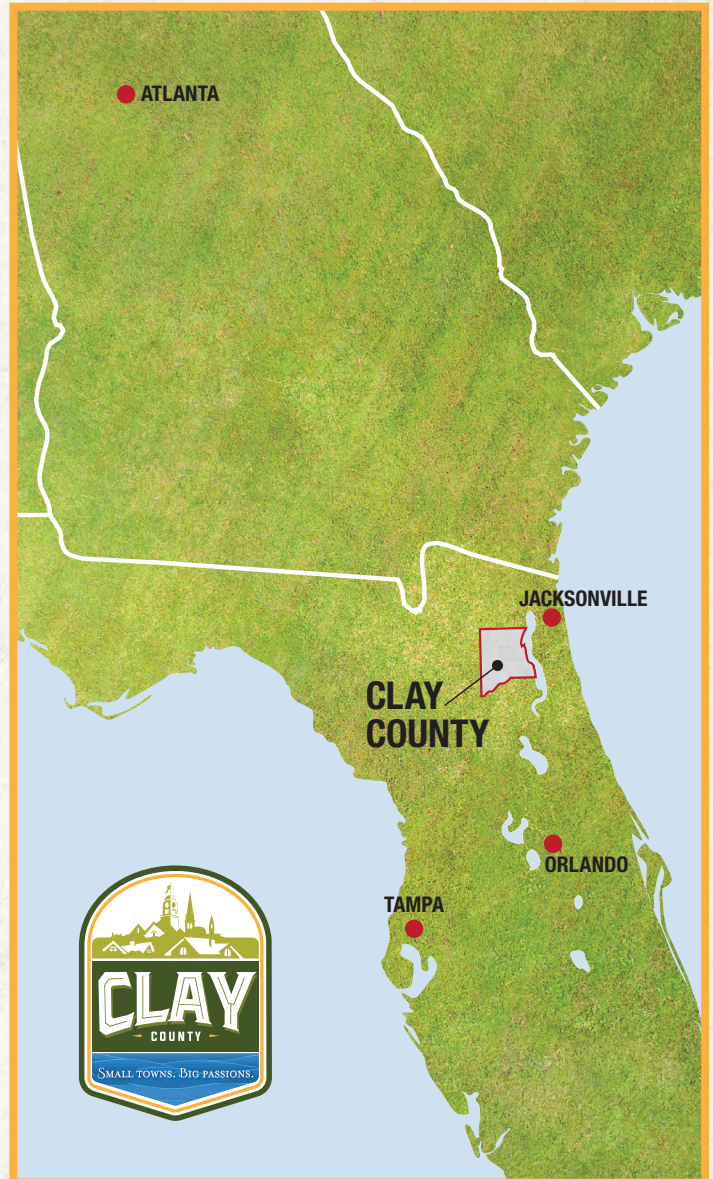 ATLANTA
JACKSONVILLE
CLAY
COUNTY
ORLANDO
TAMPA
CLAY
COUNTY
SMALL TOWNS. BIG PASSIONS.